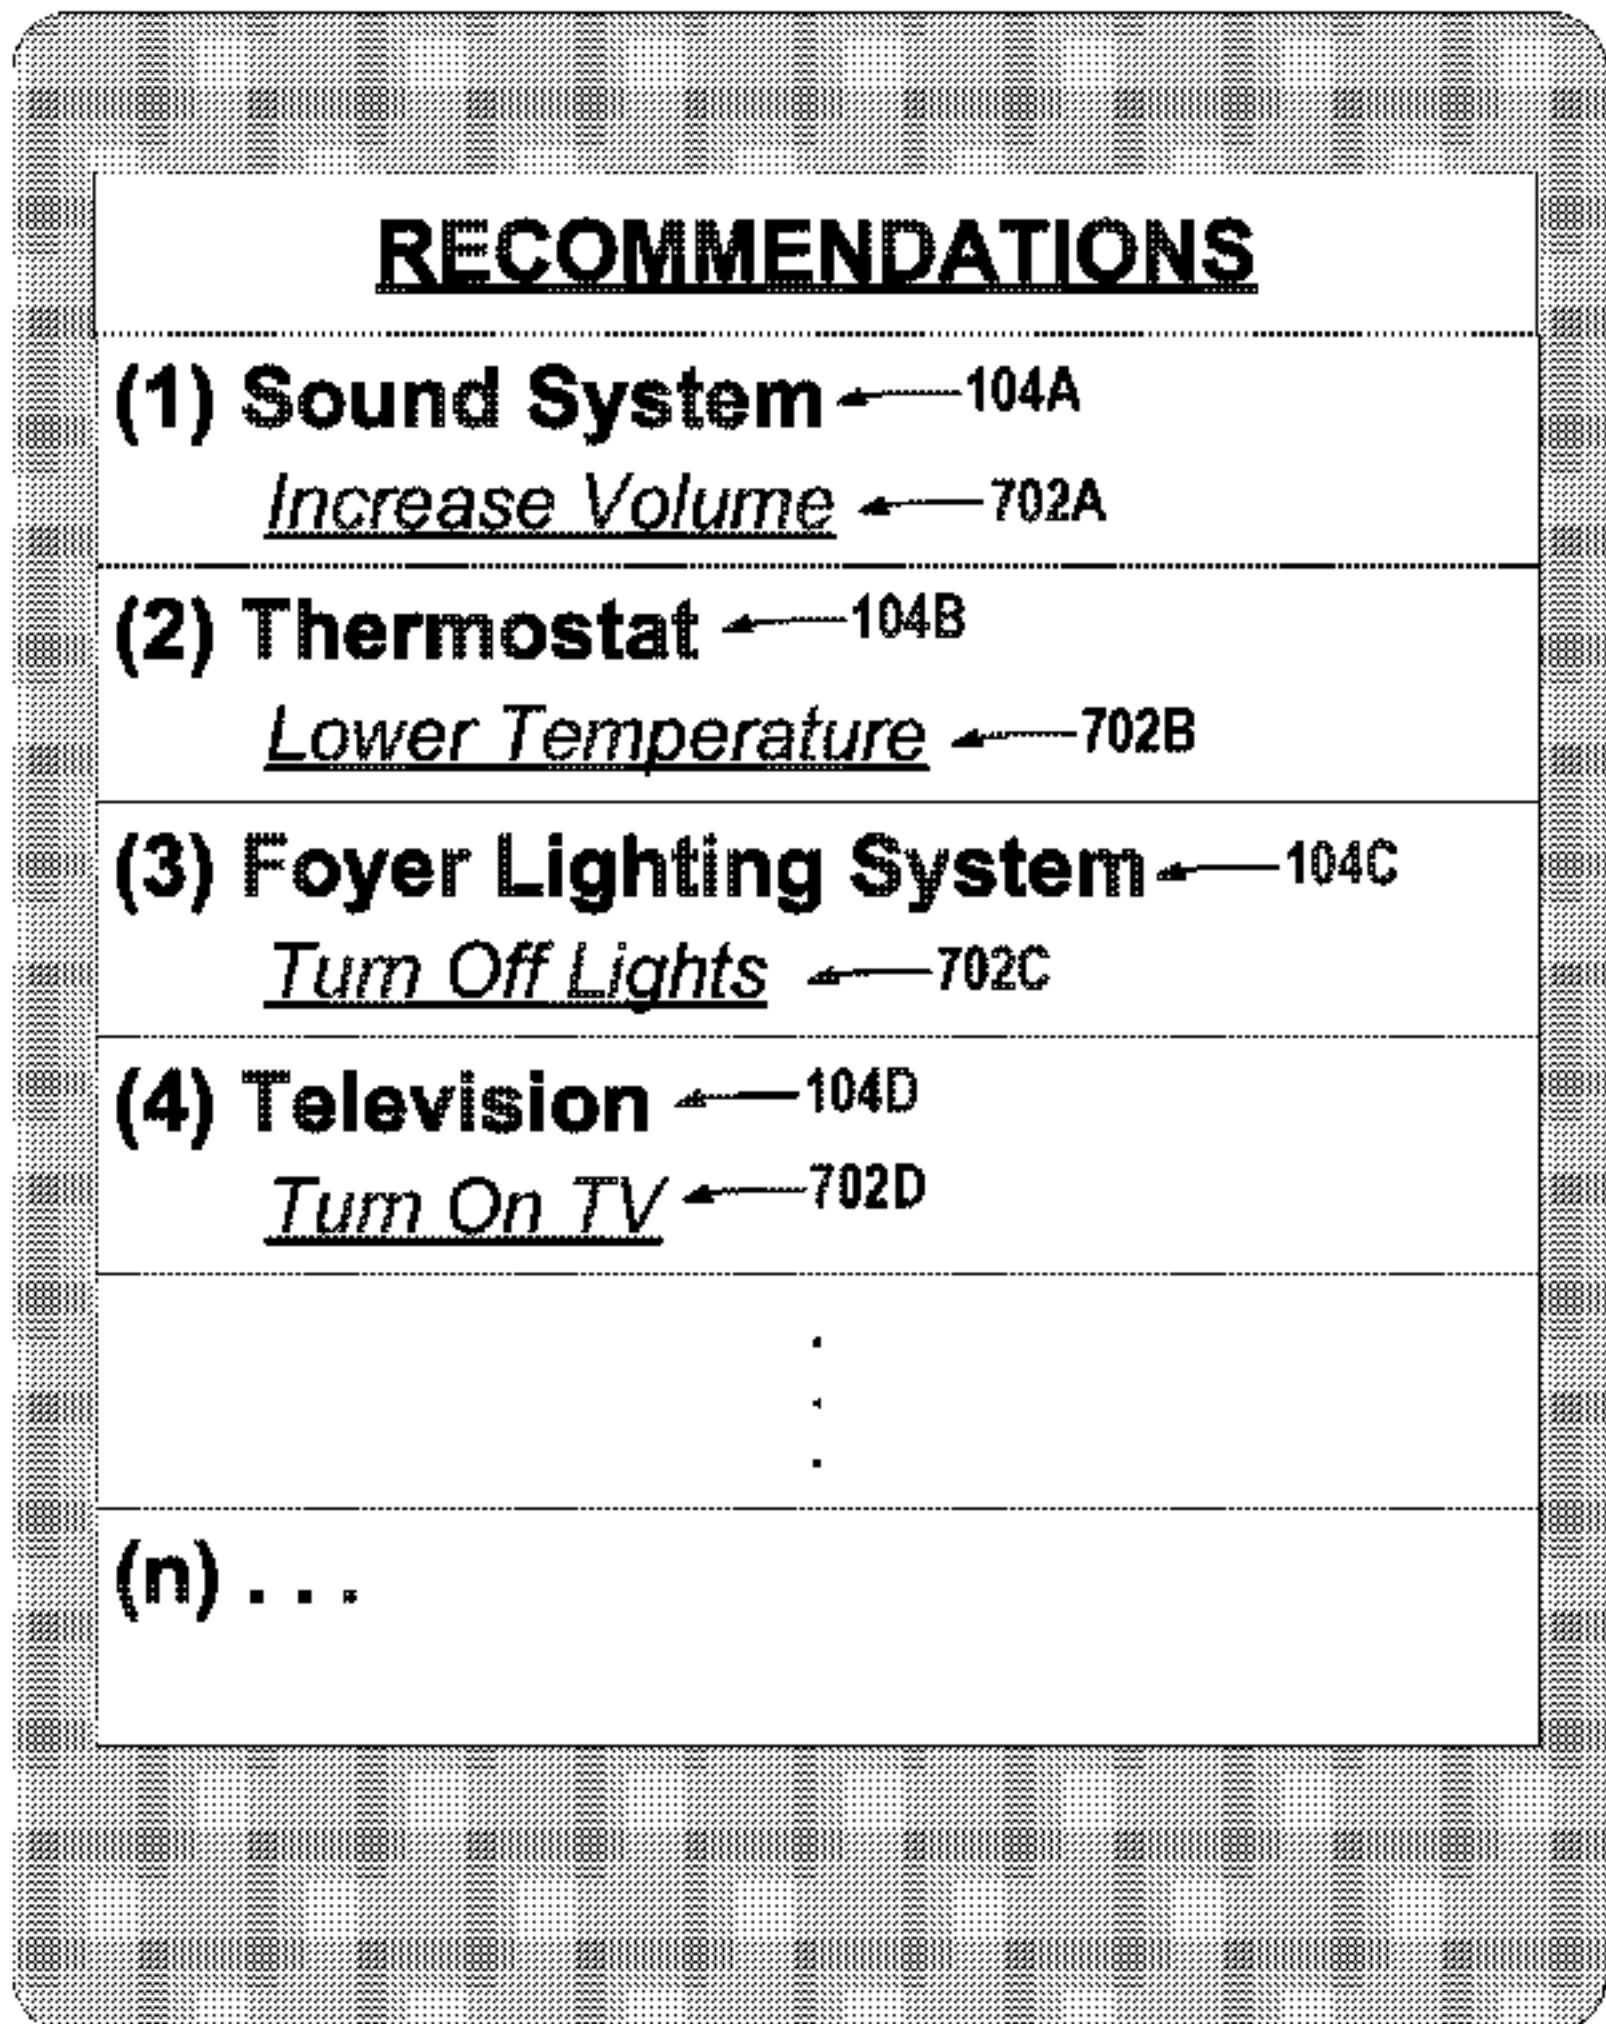 RECOMMENDATIONS
(1) Sound System 104A
Increase Volume 702A
(2) Thermostat 104B
Lower Temperature 702B
(3) Foyer Lighting System 104C
Turn Off Lights 702C
(4) Television 104D
Turn On TV 702D
.
.
.
(n) . . .